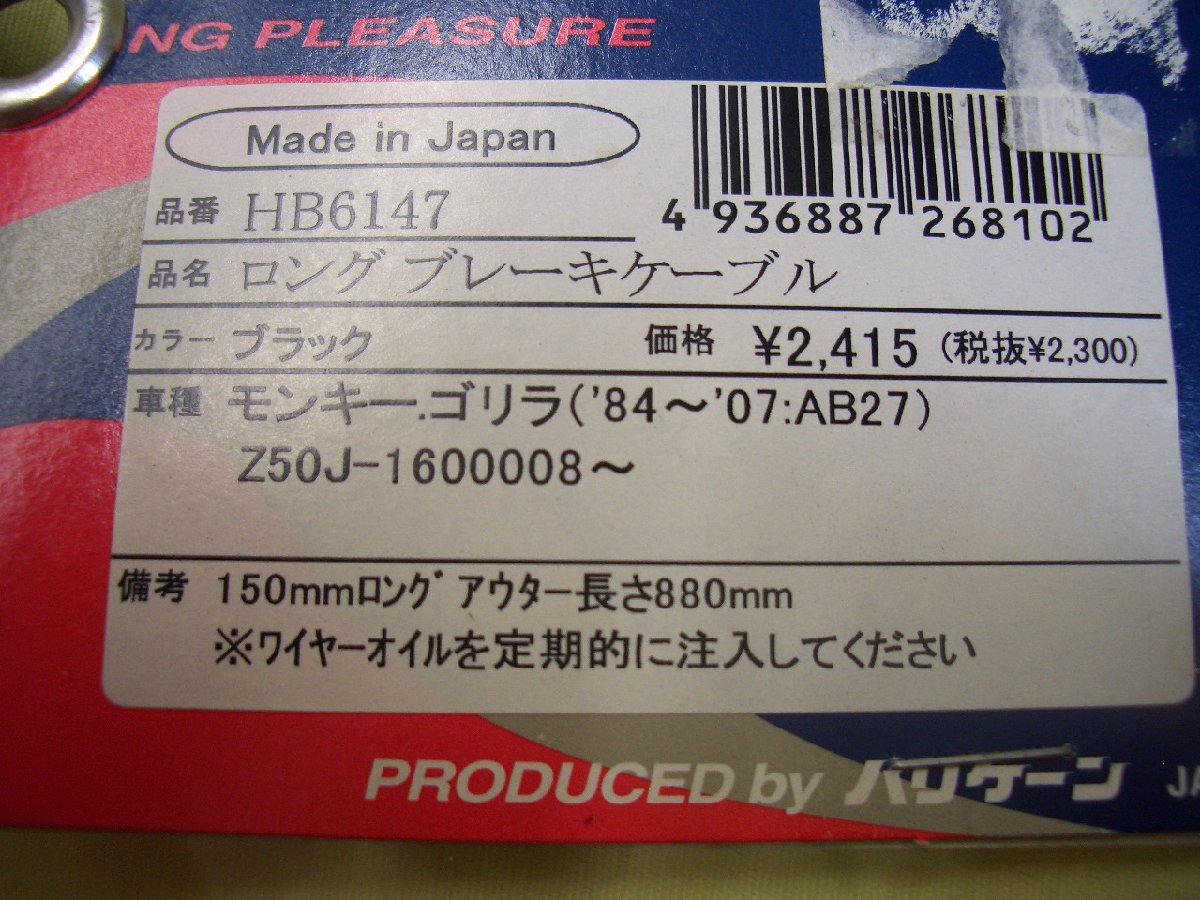 NG PLEASURE
Made in Japan
品番 HB6147
4 936887 268102
品名 ロング ブレーキケーブル
カラー ブラック 価格 ¥2,415 (税抜¥2,300)
車種 モンキー.ゴリラ('84～'07:AB27)
Z50J-1600008～
備考 150mmﾛﾝｸﾞ ｱｳﾀｰ長さ880mm
※ﾜｲﾔｰオイルを定期的に注入してください
PRODUCED by ハリケーン JA